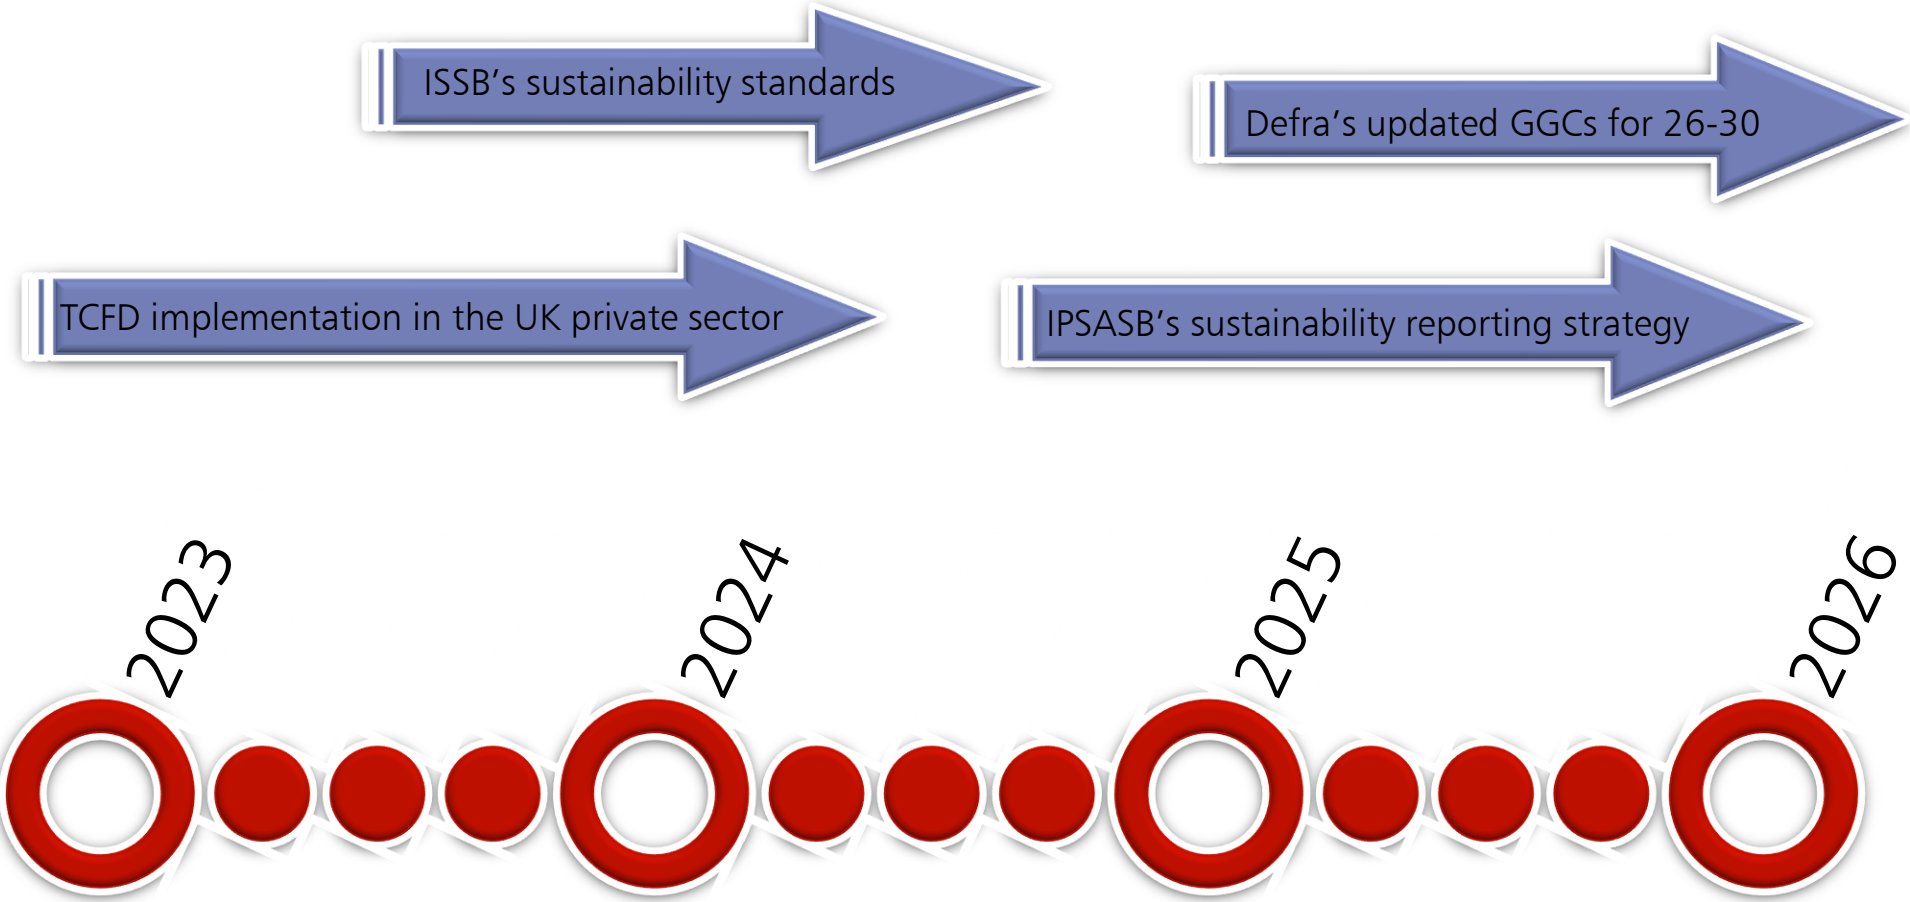 ISSB’s sustainability standards
Defra’s updated GGCs for 26-30
TCFD implementation in the UK private sector
IPSASB’s sustainability reporting strategy
2023
2024
2025
2026